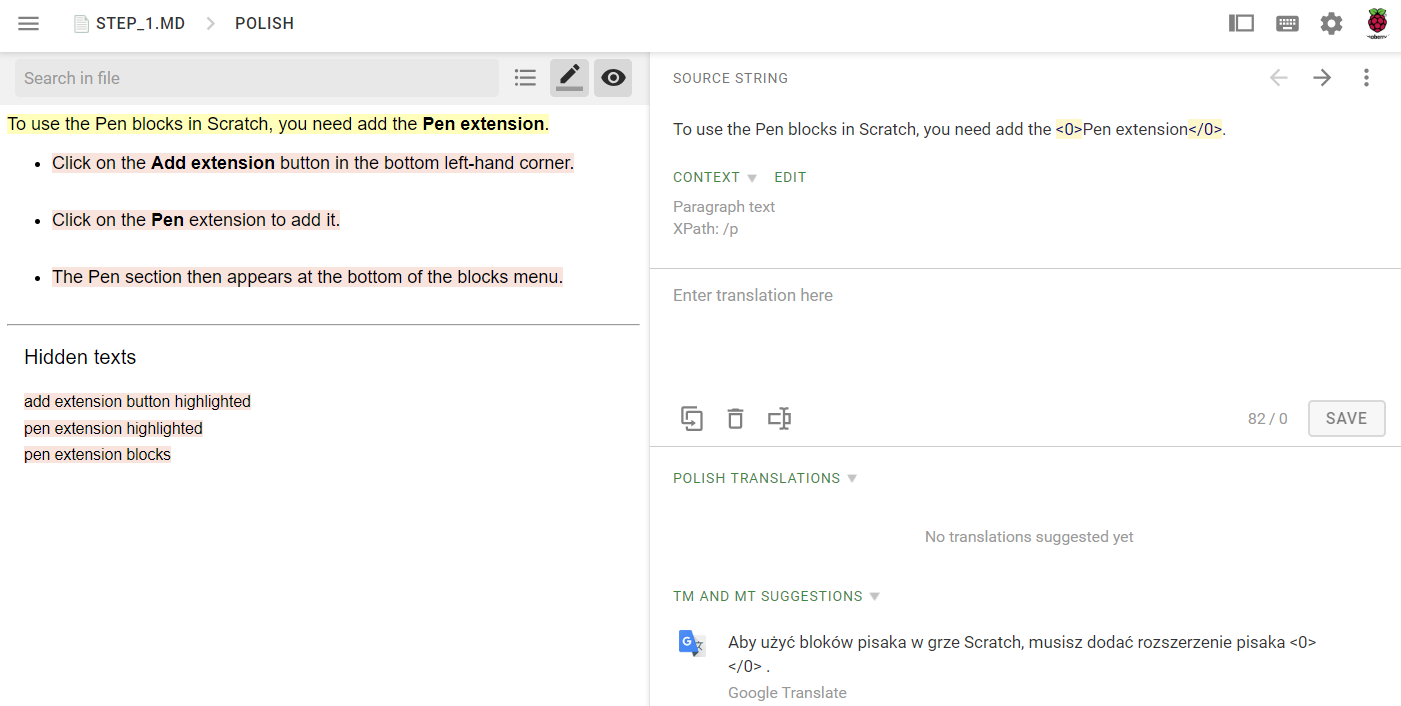 STEP_1.MD
POLISH
Search in file
To use the Pen blocks in Scratch, you need add the Pen extension.
Click on the Add extension button in the bottom left-hand corner.
Click on the Pen extension to add it.
The Pen section then appears at the bottom of the blocks menu.
Hidden texts
add extension button highlighted
pen extension highlighted
pen extension blocks
SOURCE STRING
To use the Pen blocks in Scratch, you need add the <0>Pen extension</0>.
CONTEXT
EDIT
Paragraph text
XPath: /p
Enter translation here
82 / 0
SAVE
POLISH TRANSLATIONS
No translations suggested yet
TM AND MT SUGGESTIONS
Aby użyć bloków pisaka w grze Scratch, musisz dodać rozszerzenie pisaka <0>
</0> .
Google Translate